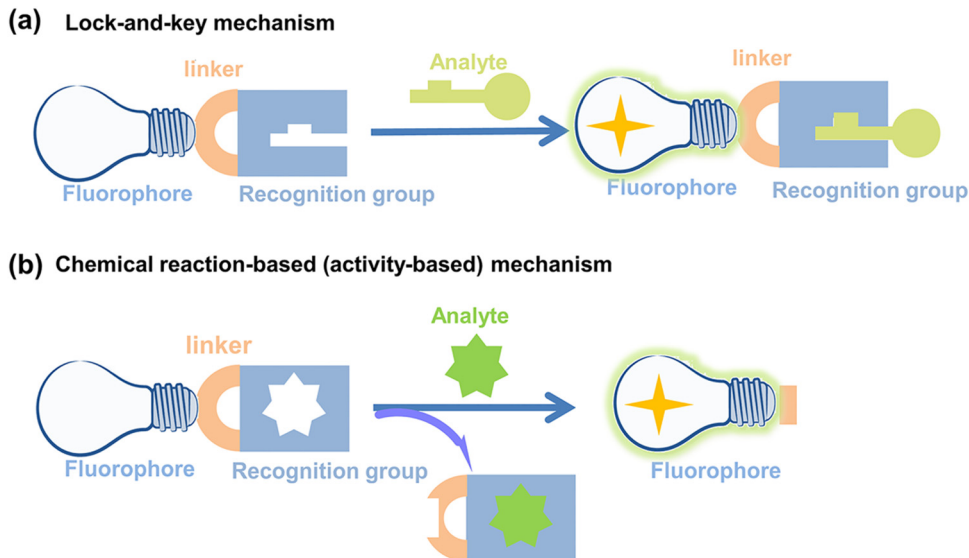 (a) Lock-and-key mechanism
linker
Analyte
linker
Fluorophore
Recognition group
Fluorophore
Recognition group
(b) Chemical reaction-based (activity-based) mechanism
linker
Analyte
Fluorophore
Recognition group
Fluorophore